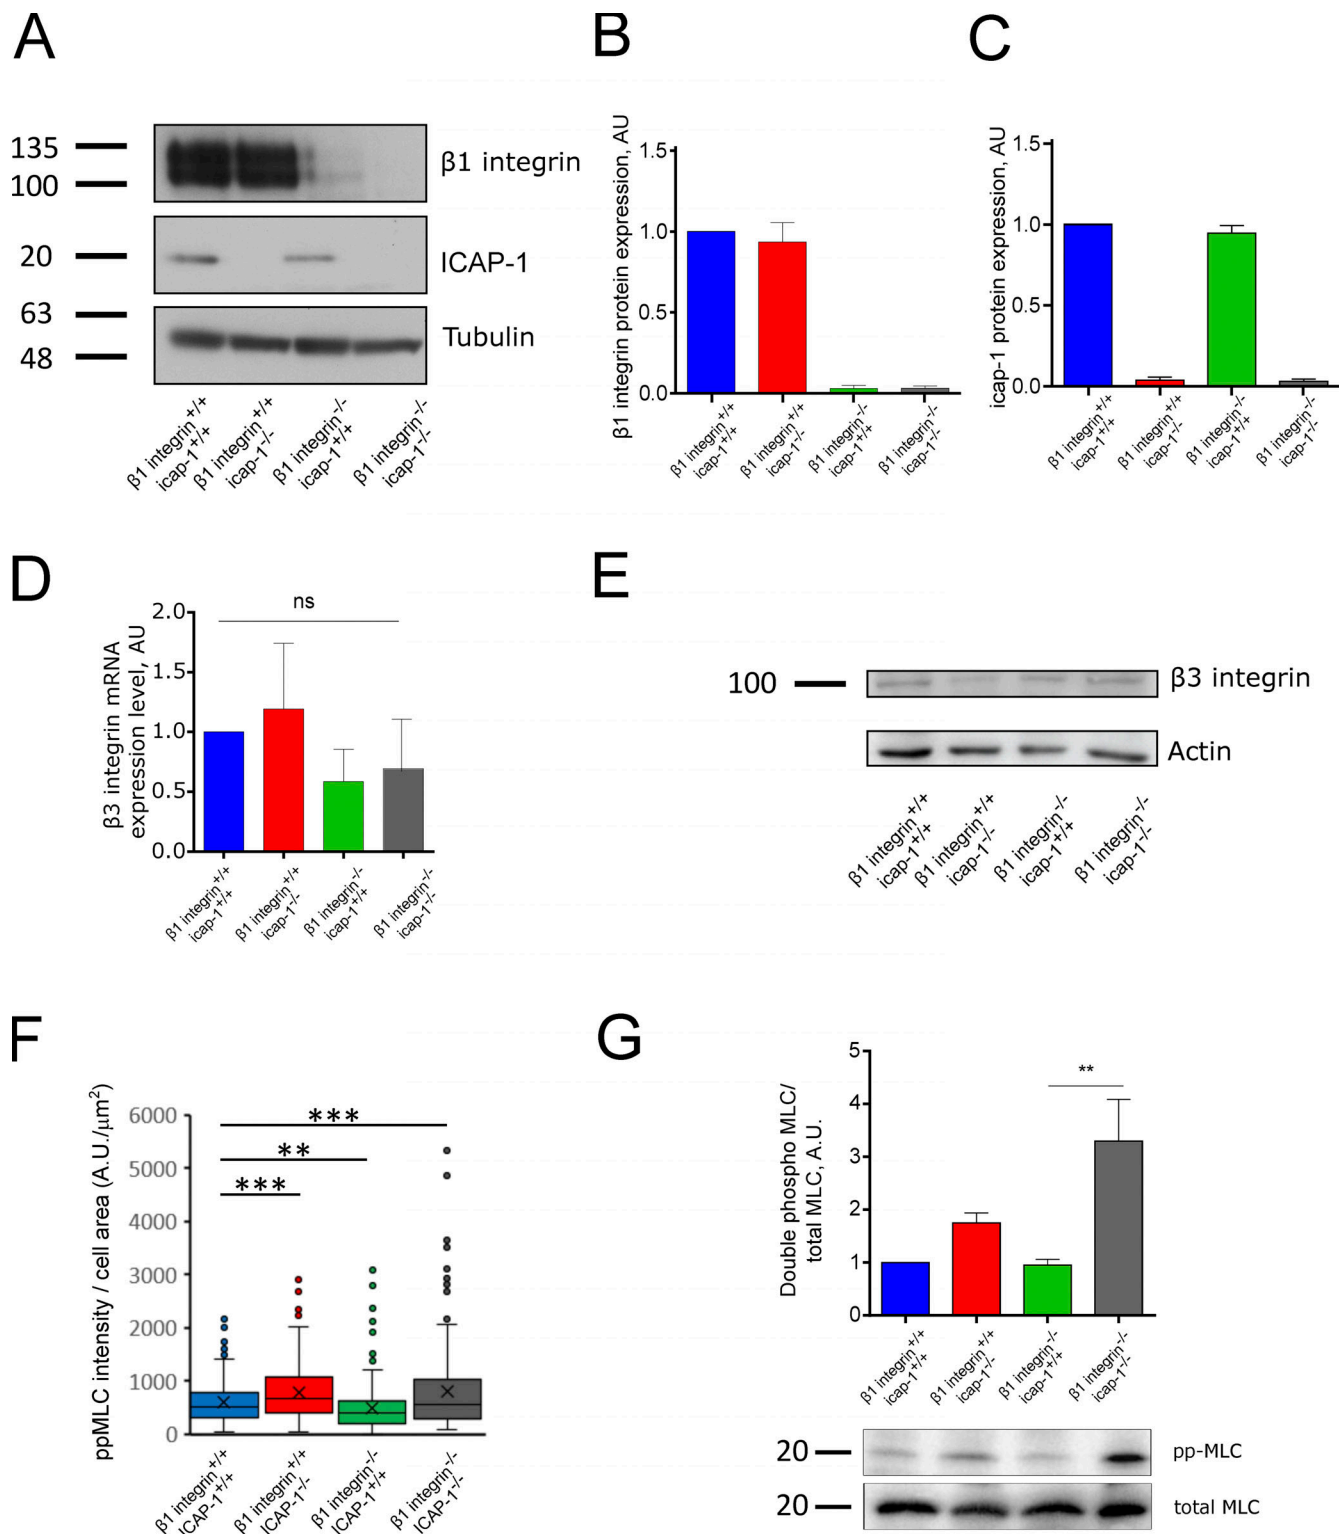 A
135
100
20
63
48
β1 integrin
ICAP-1
Tubulin
β1 integrin+/+
icap-1+/+
β1 integrin+/+
icap-1-/-
β1 integrin-/-
icap-1+/+
β1 integrin-/-
icap-1-/-
B
β1 integrin protein expression, AU
1.5
1.0
0.5
0.0
β1 integrin+/+
icap-1+/+
β1 integrin+/+
icap-1-/-
β1 integrin-/-
icap-1+/+
β1 integrin-/-
icap-1-/-
C
icap-1 protein expression, AU
1.5
1.0
0.5
0.0
β1 integrin+/+
icap-1+/+
β1 integrin+/+
icap-1-/-
β1 integrin-/-
icap-1+/+
β1 integrin-/-
icap-1-/-
D
β3 integrin mRNA
expression level, AU
2.0
1.5
1.0
0.5
0.0
ns
β1 integrin+/+
icap-1+/+
β1 integrin+/+
icap-1-/-
β1 integrin-/-
icap-1+/+
β1 integrin-/-
icap-1-/-
E
100
β3 integrin
Actin
β1 integrin+/+
icap-1+/+
β1 integrin+/+
icap-1-/-
β1 integrin-/-
icap-1+/+
β1 integrin-/-
icap-1-/-
F
ppMLC intensity / cell area (A.U./μm2)
6000
5000
4000
3000
2000
1000
0
***
**
***
β1 integrin+/+
ICAP-1+/+
β1 integrin+/+
ICAP-1-/-
β1 integrin-/-
ICAP-1+/+
β1 integrin-/-
ICAP-1-/-
G
Double phospho MLC/
total MLC, A.U.
5
4
3
2
1
0
**
β1 integrin+/+
icap-1+/+
β1 integrin+/+
icap-1-/-
β1 integrin-/-
icap-1+/+
β1 integrin-/-
icap-1-/-
20
pp-MLC
20
total MLC